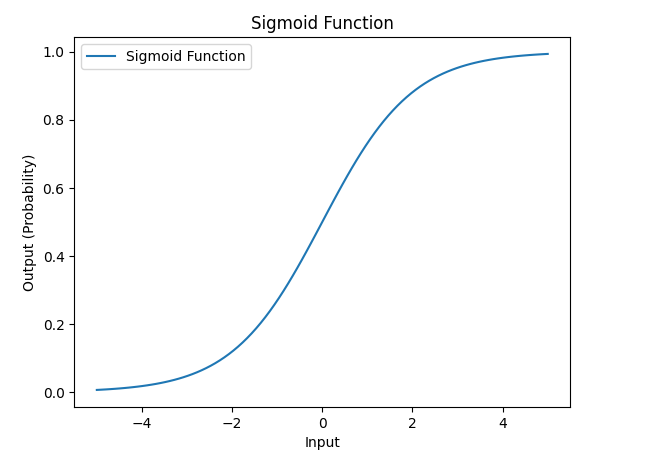 Sigmoid Function
Sigmoid Function
1.0
0.8
0.6
0.4
0.2
0.0
Output (Probability)
−4 −2 0 2 4
Input